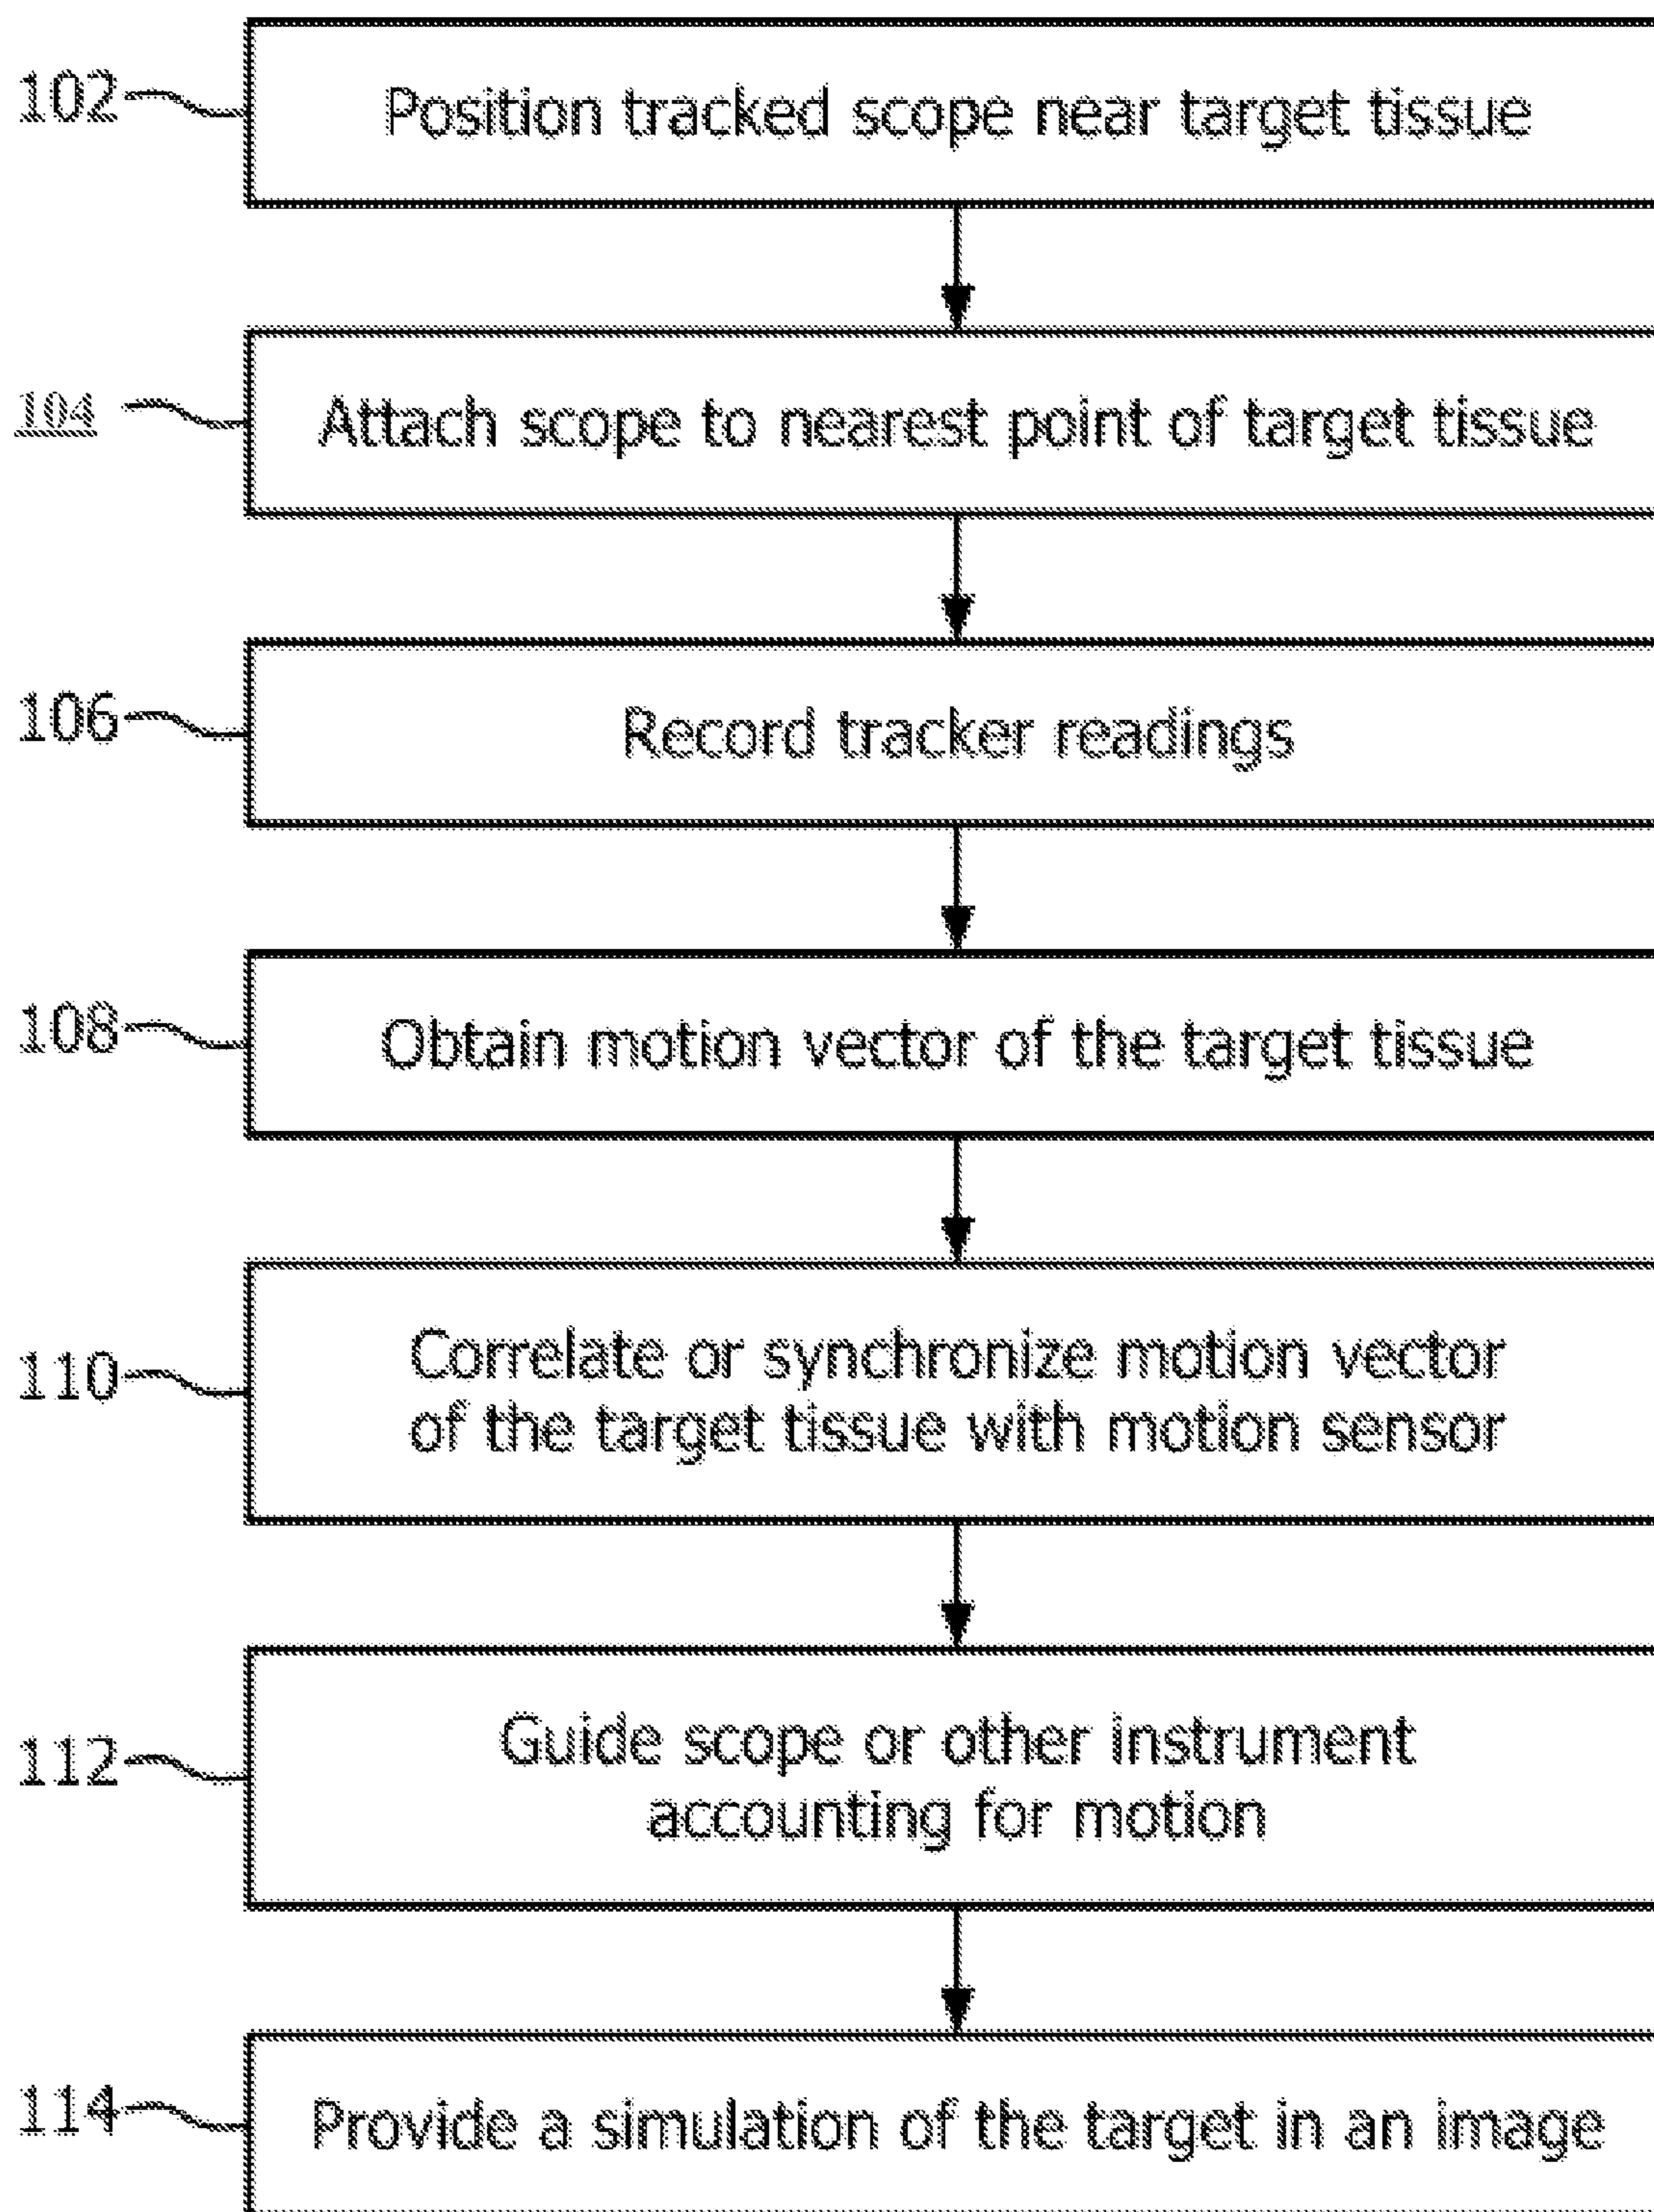 102
Position tracked scope near target tissue
104
Attach scope to nearest point of target tissue
106
Record tracker readings
108
Obtain motion vector of the target tissue
110
Correlate or synchronize motion vector
of the target tissue with motion sensor
112
Guide scope or other instrument
accounting for motion
114
Provide a simulation of the target in an image